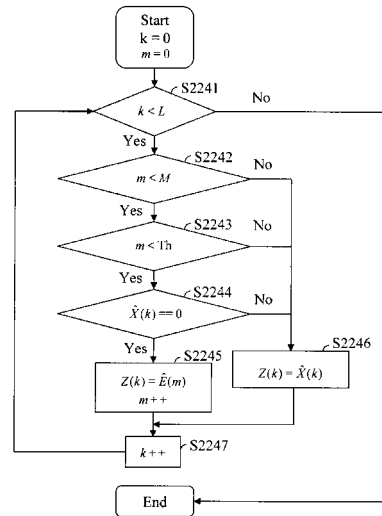 Start
k = 0
m = 0
S2241
k < L
No
Yes
S2242
m < M
No
Yes
S2243
m < Th
No
Yes
S2244
X̂(k) == 0
No
Yes
S2245
Z(k) = Ê(m)
m + +
S2246
Z(k) = X̂(k)
S2247
k + +
End